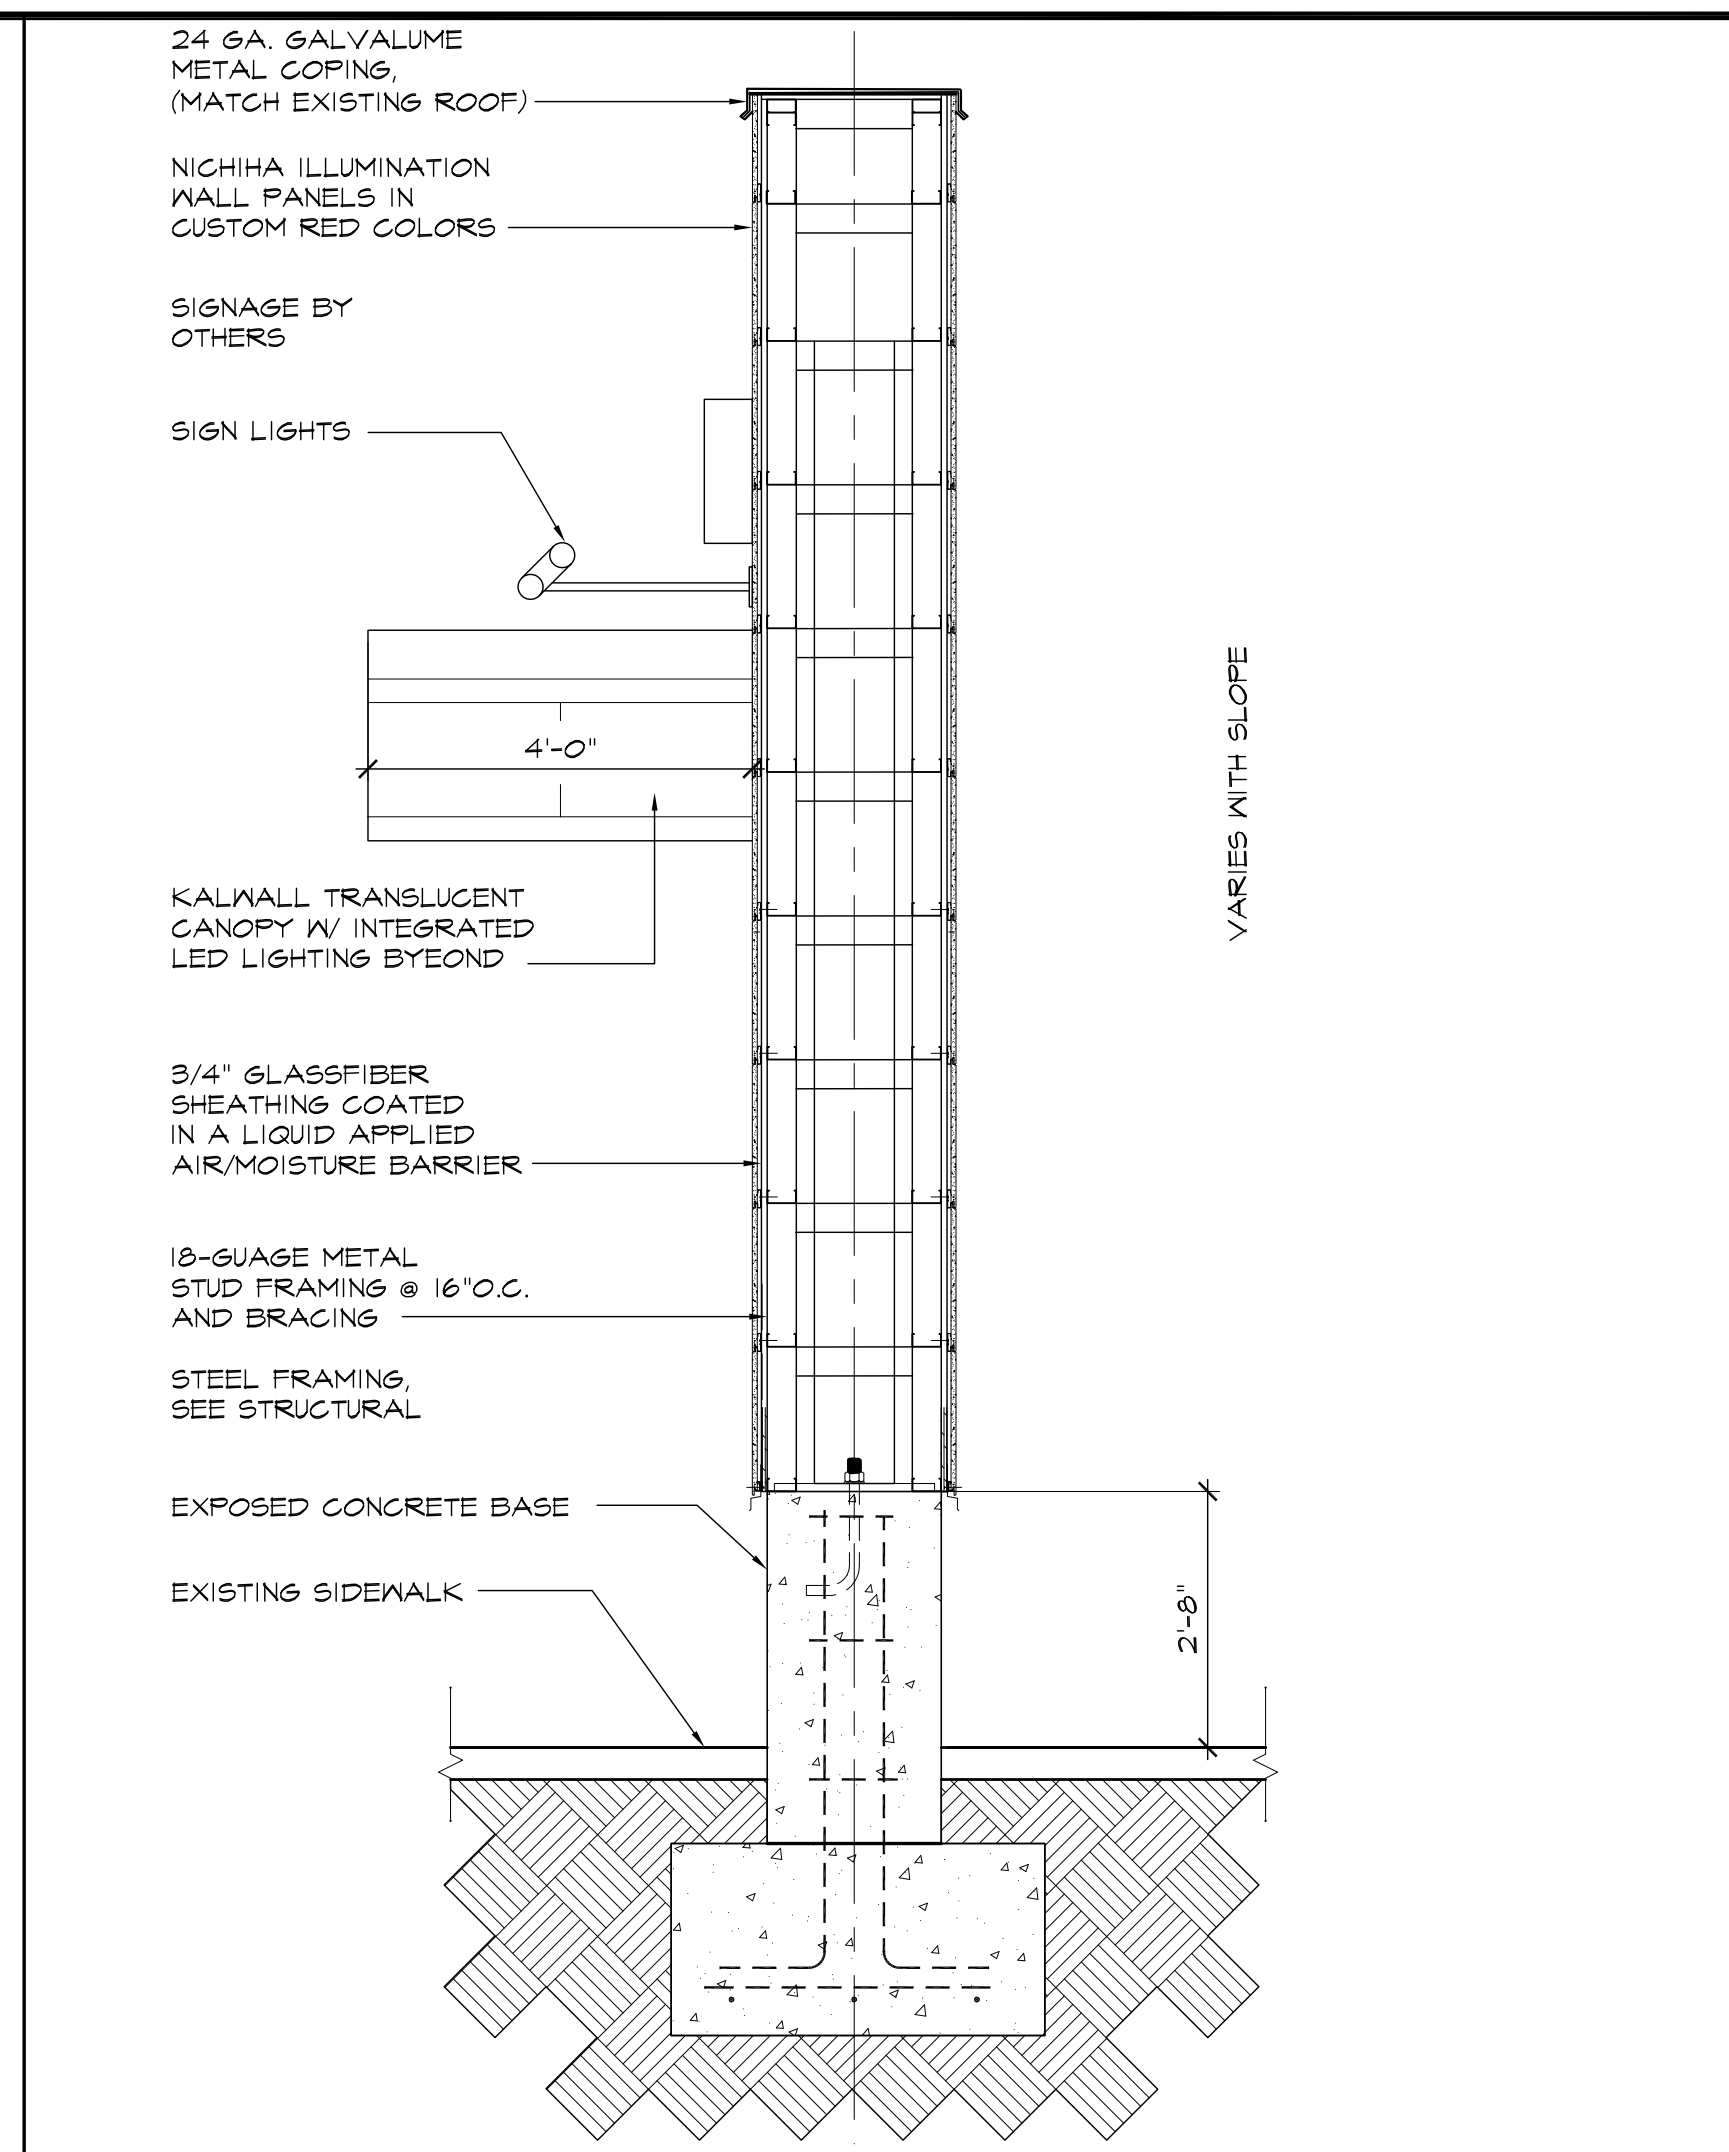 24 GA. GALVALUME
METAL COPING,
(MATCH EXISTING ROOF)
NICHIHA ILLUMINATION
WALL PANELS IN
CUSTOM RED COLORS
SIGNAGE BY
OTHERS
SIGN LIGHTS
4'-0"
VARIES WITH SLOPE
KALWALL TRANSLUCENT
CANOPY W/ INTEGRATED
LED LIGHTING BYEOND
3/4" GLASSFIBER
SHEATHING COATED
IN A LIQUID APPLIED
AIR/MOISTURE BARRIER
18-GUAGE METAL
STUD FRAMING @ 16"O.C.
AND BRACING
STEEL FRAMING,
SEE STRUCTURAL
EXPOSED CONCRETE BASE
EXISTING SIDEWALK
2'-8"